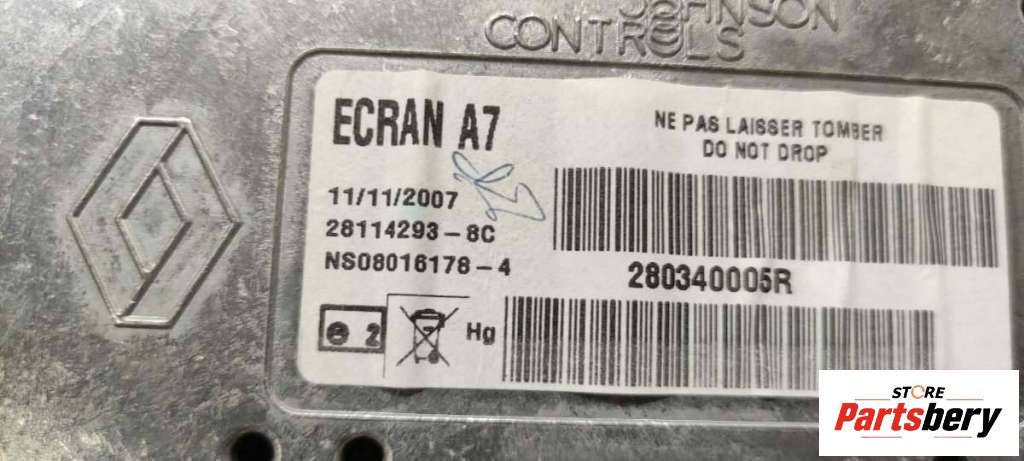 JOHNSON
CONTROLS
ECRAN A7
NE PAS LAISSER TOMBER
DO NOT DROP
11/11/2007
28114293-8C
NS08016178-4
280340005R
2
Hg
STORE
Partsbery